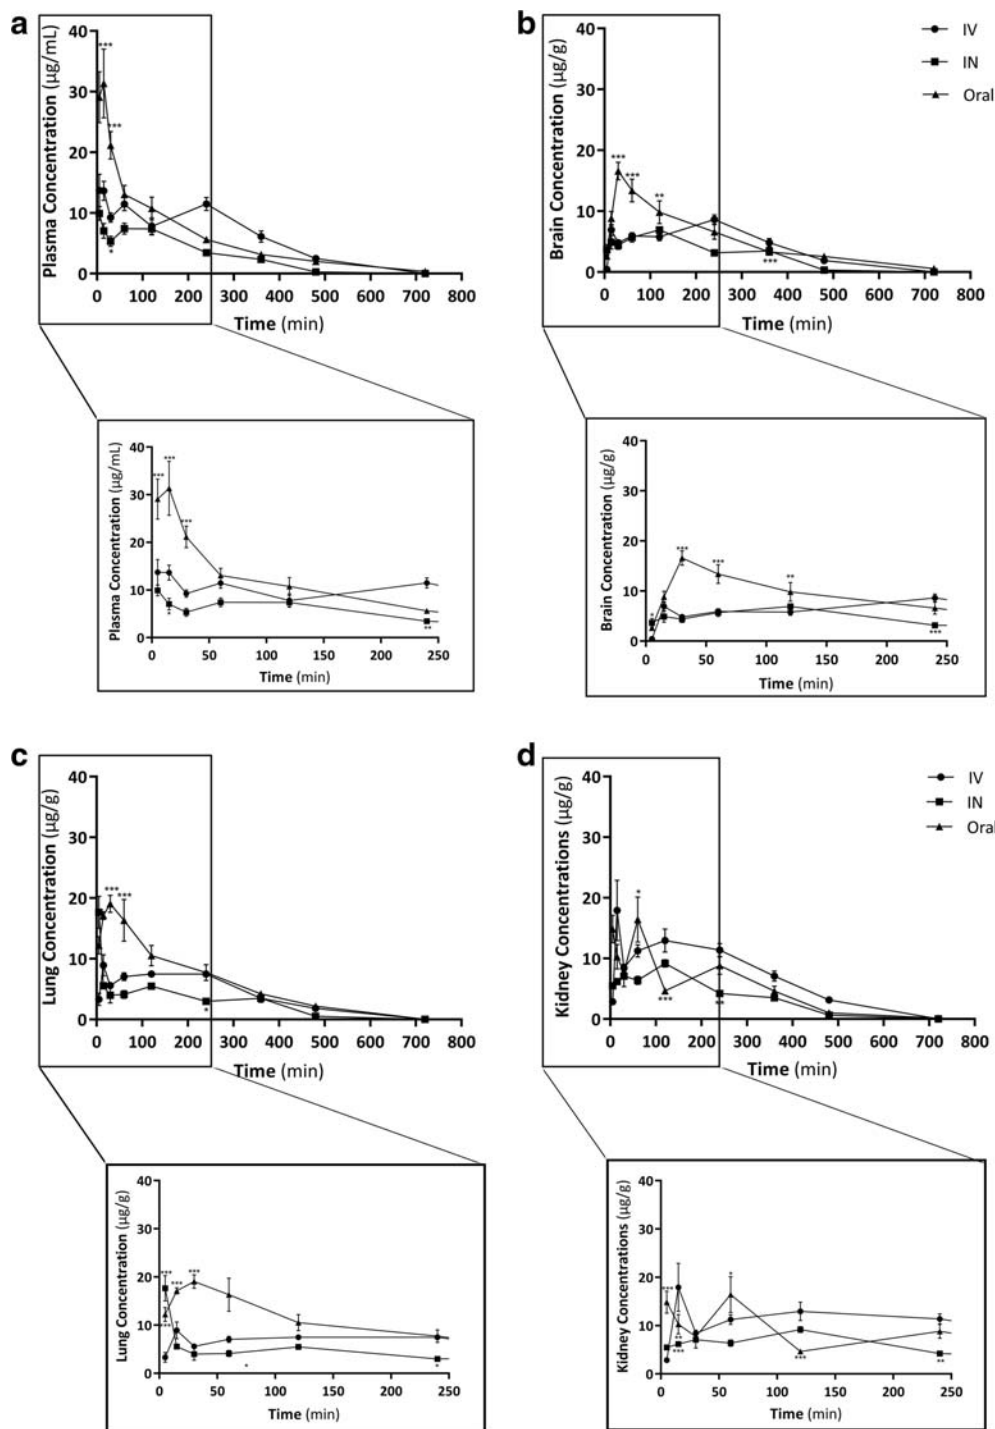 a
Plasma Concentration (µg/mL)
40
30
20
10
0
***
***
*
0 100 200 300 400 500 600 700 800
Time (min)
b
Brain Concentration (µg/g)
40
30
20
10
0
***
***
**
***
0 100 200 300 400 500 600 700 800
Time (min)
IV
IN
Oral
Plasma Concentration (µg/mL)
40
30
20
10
0
***
***
***
*
**
0 50 100 150 200 250
Time (min)
Brain Concentration (µg/g)
40
30
20
10
0
*
***
***
**
***
0 50 100 150 200 250
Time (min)
c
Lung Concentration (µg/g)
40
30
20
10
0
***
***
*
0 100 200 300 400 500 600 700 800
Time (min)
d
Kidney Concentrations (µg/g)
40
30
20
10
0
*
***
**
0 100 200 300 400 500 600 700 800
Time (min)
IV
IN
Oral
Lung Concentration (µg/g)
40
30
20
10
0
***
***
***
***
*
*
0 50 100 150 200 250
Time (min)
Kidney Concentrations (µg/g)
40
30
20
10
0
***
**
***
*
***
**
0 50 100 150 200 250
Time (min)